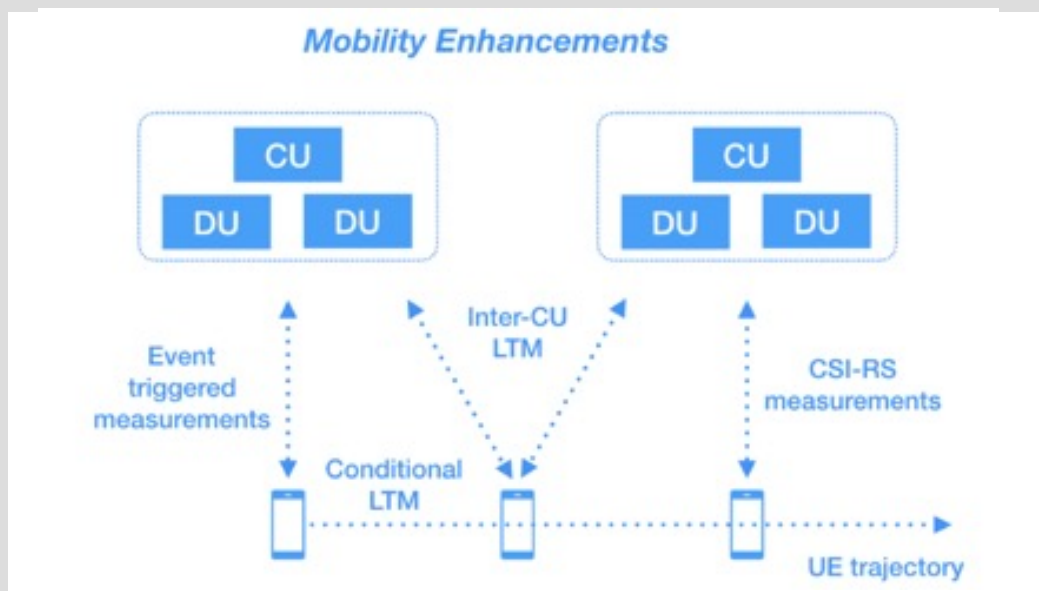 Mobility Enhancements
CU
DU
DU
CU
DU
DU
Event
triggered
measurements
Inter-CU
LTM
CSI-RS
measurements
Conditional
LTM
UE trajectory